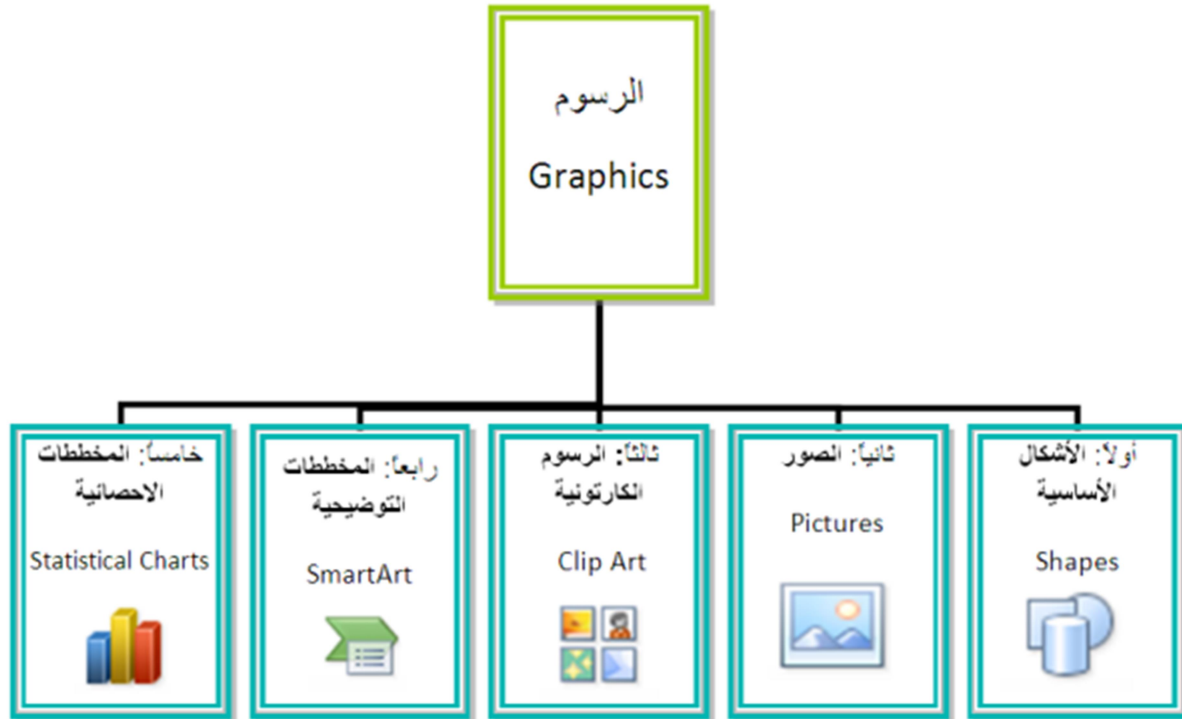 الرسوم
Graphics
أولاً: الأشكال
الأساسية
Shapes
ثانياً: الصور
Pictures
ثالثاً: الرسوم
الكارتونية
Clip Art
رابعاً: المخططات
التوضيحية
SmartArt
خامساً: المخططات
الاحصائية
Statistical Charts